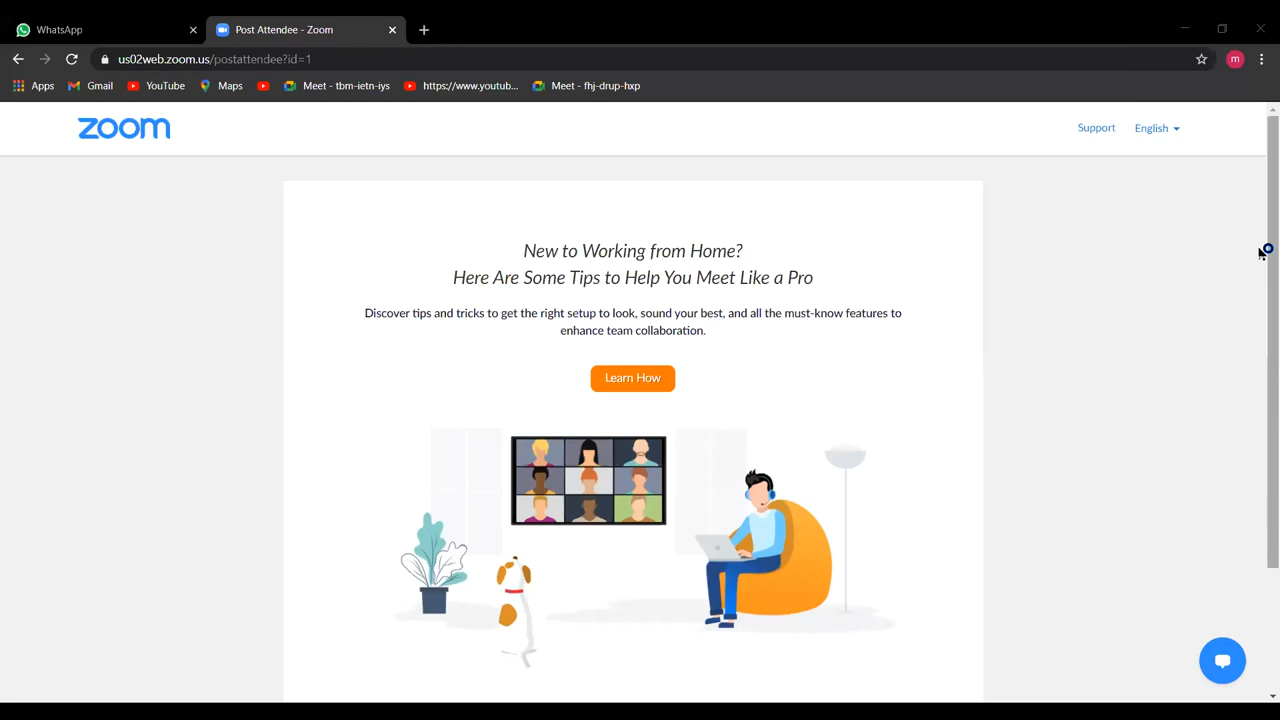 WhatsApp
Post Attendee - Zoom
us02web.zoom.us/postattendee?id=1
m
Apps
Gmail
YouTube
Maps
Meet - tbm-ietn-iys
https://www.youtub...
Meet - fhj-drup-hxp
zoom
Support
English
New to Working from Home?
Here Are Some Tips to Help You Meet Like a Pro
Discover tips and tricks to get the right setup to look, sound your best, and all the must-know features to
enhance team collaboration.
Learn How